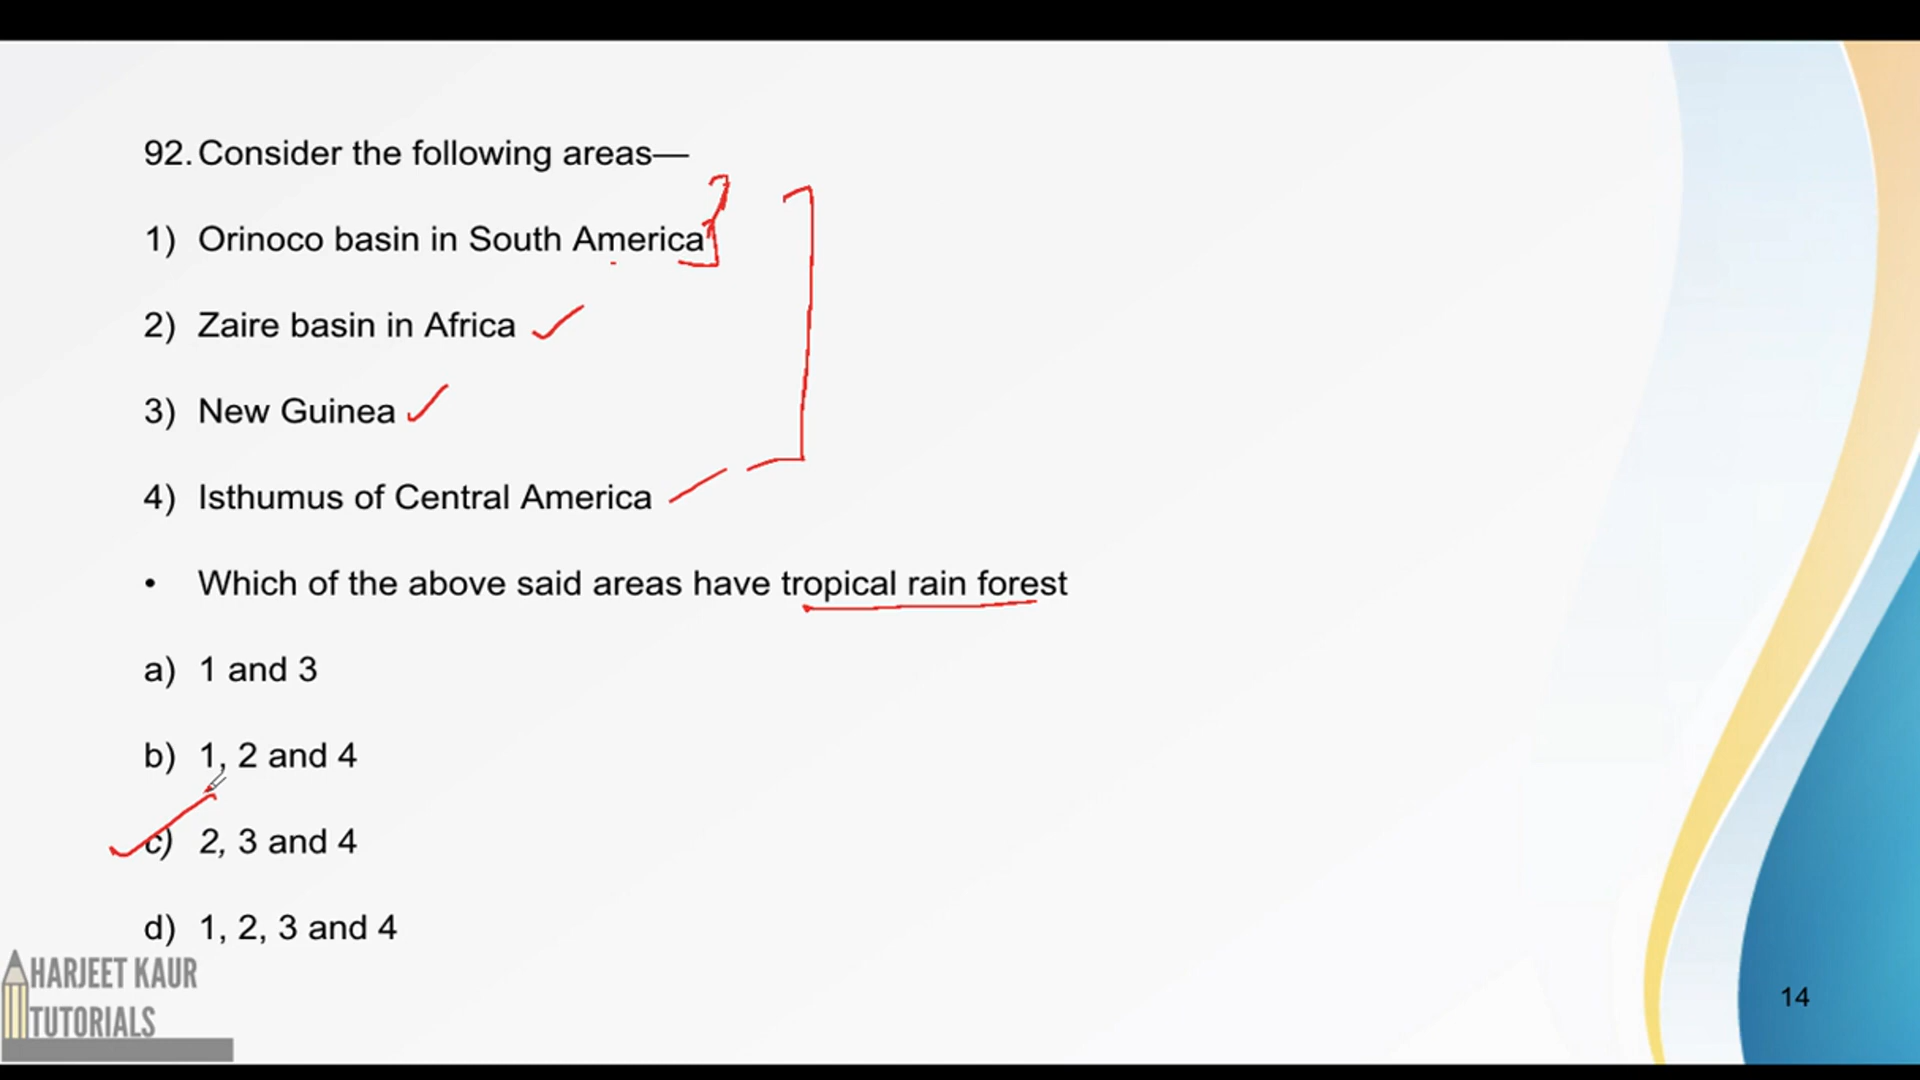 92. Consider the following areas—
1) Orinoco basin in South America
2) Zaire basin in Africa
3) New Guinea
4) Isthumus of Central America
• Which of the above said areas have tropical rain forest
a) 1 and 3
b) 1, 2 and 4
c) 2, 3 and 4
d) 1, 2, 3 and 4
HARJEET KAUR
TUTORIALS
14